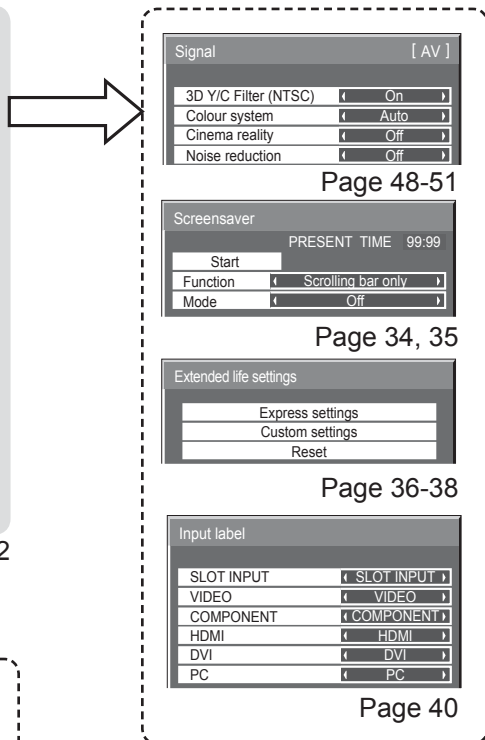 Signal [ AV ]
3D Y/C Filter (NTSC) On
Colour system Auto
Cinema reality Off
Noise reduction Off
Page 48-51
Screensaver
PRESENT TIME 99:99
Start
Function Scrolling bar only
Mode Off
Page 34, 35
Extended life settings
Express settings
Custom settings
Reset
Page 36-38
2
Input label
SLOT INPUT SLOT INPUT
VIDEO VIDEO
COMPONENT COMPONENT
HDMI HDMI
DVI DVI
PC PC
Page 40